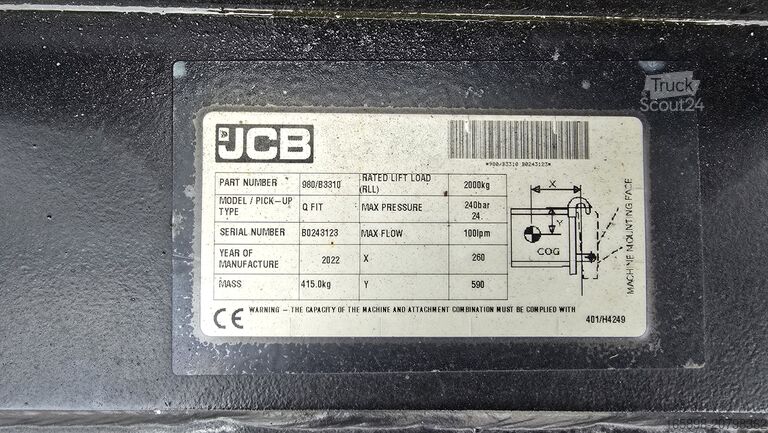 Truck
Scout24
JCB
*980/B3310 B0243123*
PART NUMBER 980/B3310 RATED LIFT LOAD (RLL) 2000kg
MODEL / PICK-UP TYPE Q FIT MAX PRESSURE 240bar 24.
SERIAL NUMBER B0243123 MAX FLOW 100lpm
YEAR OF MANUFACTURE 2022 X 260
MASS 415.0kg Y 590
X
Y
COG
MACHINE MOUNTING FACE
CE WARNING - THE CAPACITY OF THE MACHINE AND ATTACHMENT COMBINATION MUST BE COMPLIED WITH
401/H4249